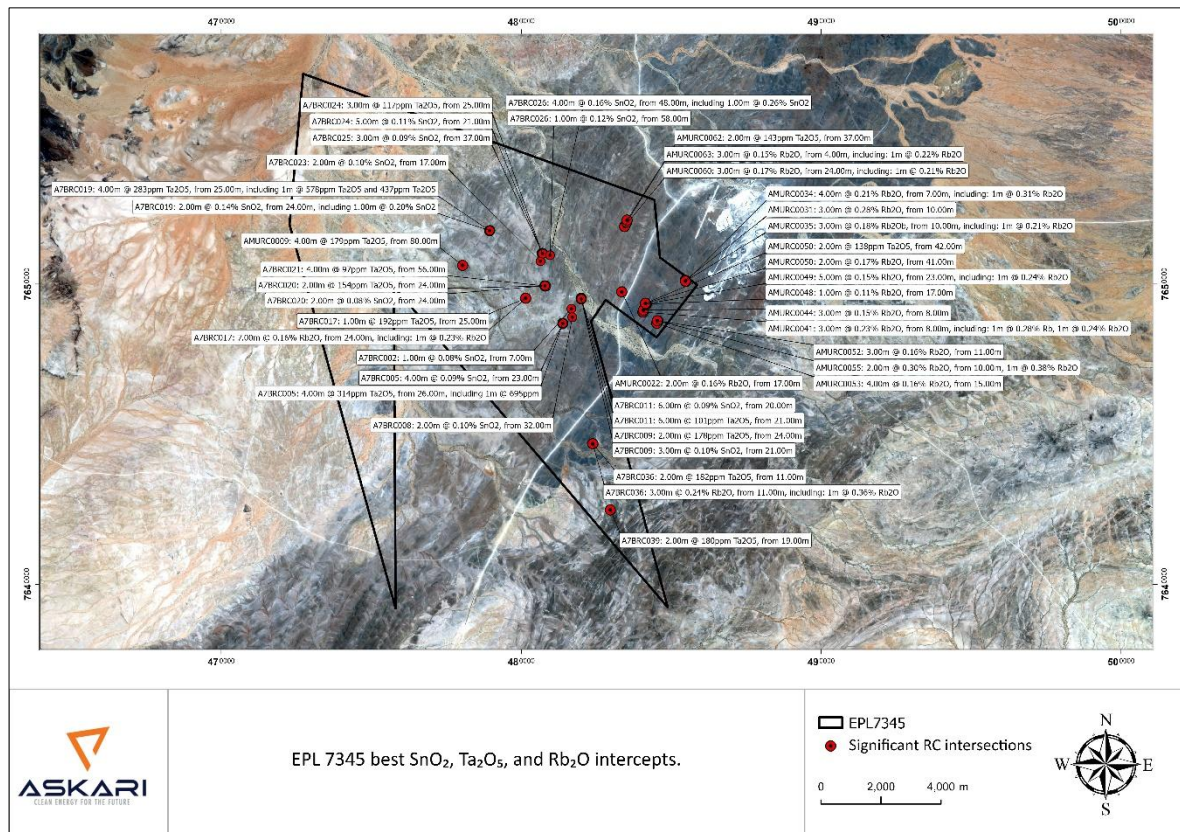 47⁰⁰⁰⁰ 48⁰⁰⁰⁰ 49⁰⁰⁰⁰ 50⁰⁰⁰⁰
A7BRC024: 3.00m @ 117ppm Ta2O5, from 25.00m
A7BRC024: 5.00m @ 0.11% SnO2, from 21.00m
A7BRC025: 3.00m @ 0.09% SnO2, from 37.00m
A7BRC023: 2.00m @ 0.10% SnO2, from 17.00m
A7BRC019: 4.00m @ 283ppm Ta2O5, from 25.00m, including 1m @ 578ppm Ta2O5 and 437ppm Ta2O5
A7BRC019: 2.00m @ 0.14% SnO2, from 24.00m, including 1.00m @ 0.20% SnO2
AMURC0009: 4.00m @ 179ppm Ta2O5, from 80.00m
A7BRC021: 4.00m @ 97ppm Ta2O5, from 56.00m
A7BRC020: 2.00m @ 154ppm Ta2O5, from 24.00m
A7BRC020: 2.00m @ 0.08% SnO2, from 24.00m
A7BRC017: 1.00m @ 192ppm Ta2O5, from 25.00m
A7BRC017: 7.00m @ 0.16% Rb2O, from 24.00m, including: 1m @ 0.23% Rb2O
A7BRC002: 1.00m @ 0.08% SnO2, from 7.00m
A7BRC005: 4.00m @ 0.09% SnO2, from 23.00m
A7BRC005: 4.00m @ 314ppm Ta2O5, from 26.00m, including 1m @ 695ppm
A7BRC008: 2.00m @ 0.10% SnO2, from 32.00m
A7BRC026: 4.00m @ 0.16% SnO2, from 48.00m, including 1.00m @ 0.26% SnO2
A7BRC026: 1.00m @ 0.12% SnO2, from 58.00m
AMURC0062: 2.00m @ 143ppm Ta2O5, from 37.00m
AMURC0063: 3.00m @ 0.15% Rb2O, from 4.00m, including: 1m @ 0.22% Rb2O
AMURC0060: 3.00m @ 0.17% Rb2O, from 24.00m, including: 1m @ 0.21% Rb2O
AMURC0034: 4.00m @ 0.21% Rb2O, from 7.00m, including: 1m @ 0.31% Rb2O
AMURC0031: 3.00m @ 0.28% Rb2O, from 10.00m
AMURC0035: 3.00m @ 0.18% Rb2Ob, from 10.00m, including: 1m @ 0.21% Rb2O
AMURC0050: 2.00m @ 138ppm Ta2O5, from 42.00m
AMURC0050: 2.00m @ 0.17% Rb2O, from 41.00m
AMURC0049: 5.00m @ 0.15% Rb2O, from 23.00m, including: 1m @ 0.24% Rb2O
AMURC0048: 1.00m @ 0.11% Rb2O, from 17.00m
AMURC0044: 3.00m @ 0.15% Rb2O, from 8.00m
AMURC0041: 3.00m @ 0.23% Rb2O, from 8.00m, including: 1m @ 0.28% Rb, 1m @ 0.24% Rb2O
AMURC0052: 3.00m @ 0.16% Rb2O, from 11.00m
AMURC0055: 2.00m @ 0.30% Rb2O, from 10.00m, 1m @ 0.38% Rb2O
AMURC0053: 4.00m @ 0.16% Rb2O, from 15.00m
AMURC0022: 2.00m @ 0.16% Rb2O, from 17.00m
A7BRC011: 6.00m @ 0.09% SnO2, from 20.00m
A7BRC011: 6.00m @ 101ppm Ta2O5, from 21.00m
A7BRC009: 2.00m @ 178ppm Ta2O5, from 24.00m
A7BRC009: 3.00m @ 0.10% SnO2, from 21.00m
A7BRC036: 2.00m @ 182ppm Ta2O5, from 11.00m
A7BRC036: 3.00m @ 0.24% Rb2O, from 11.00m, including: 1m @ 0.36% Rb2O
A7BRC039: 2.00m @ 180ppm Ta2O5, from 19.00m
765⁰⁰⁰⁰ 765⁰⁰⁰⁰
764⁰⁰⁰⁰ 764⁰⁰⁰⁰
47⁰⁰⁰⁰ 48⁰⁰⁰⁰ 49⁰⁰⁰⁰ 50⁰⁰⁰⁰
ASKARI
CLEAN ENERGY FOR THE FUTURE
EPL 7345 best SnO₂, Ta₂O₅, and Rb₂O intercepts.
EPL7345
Significant RC intersections
0 2,000 4,000 m
N
W E
S